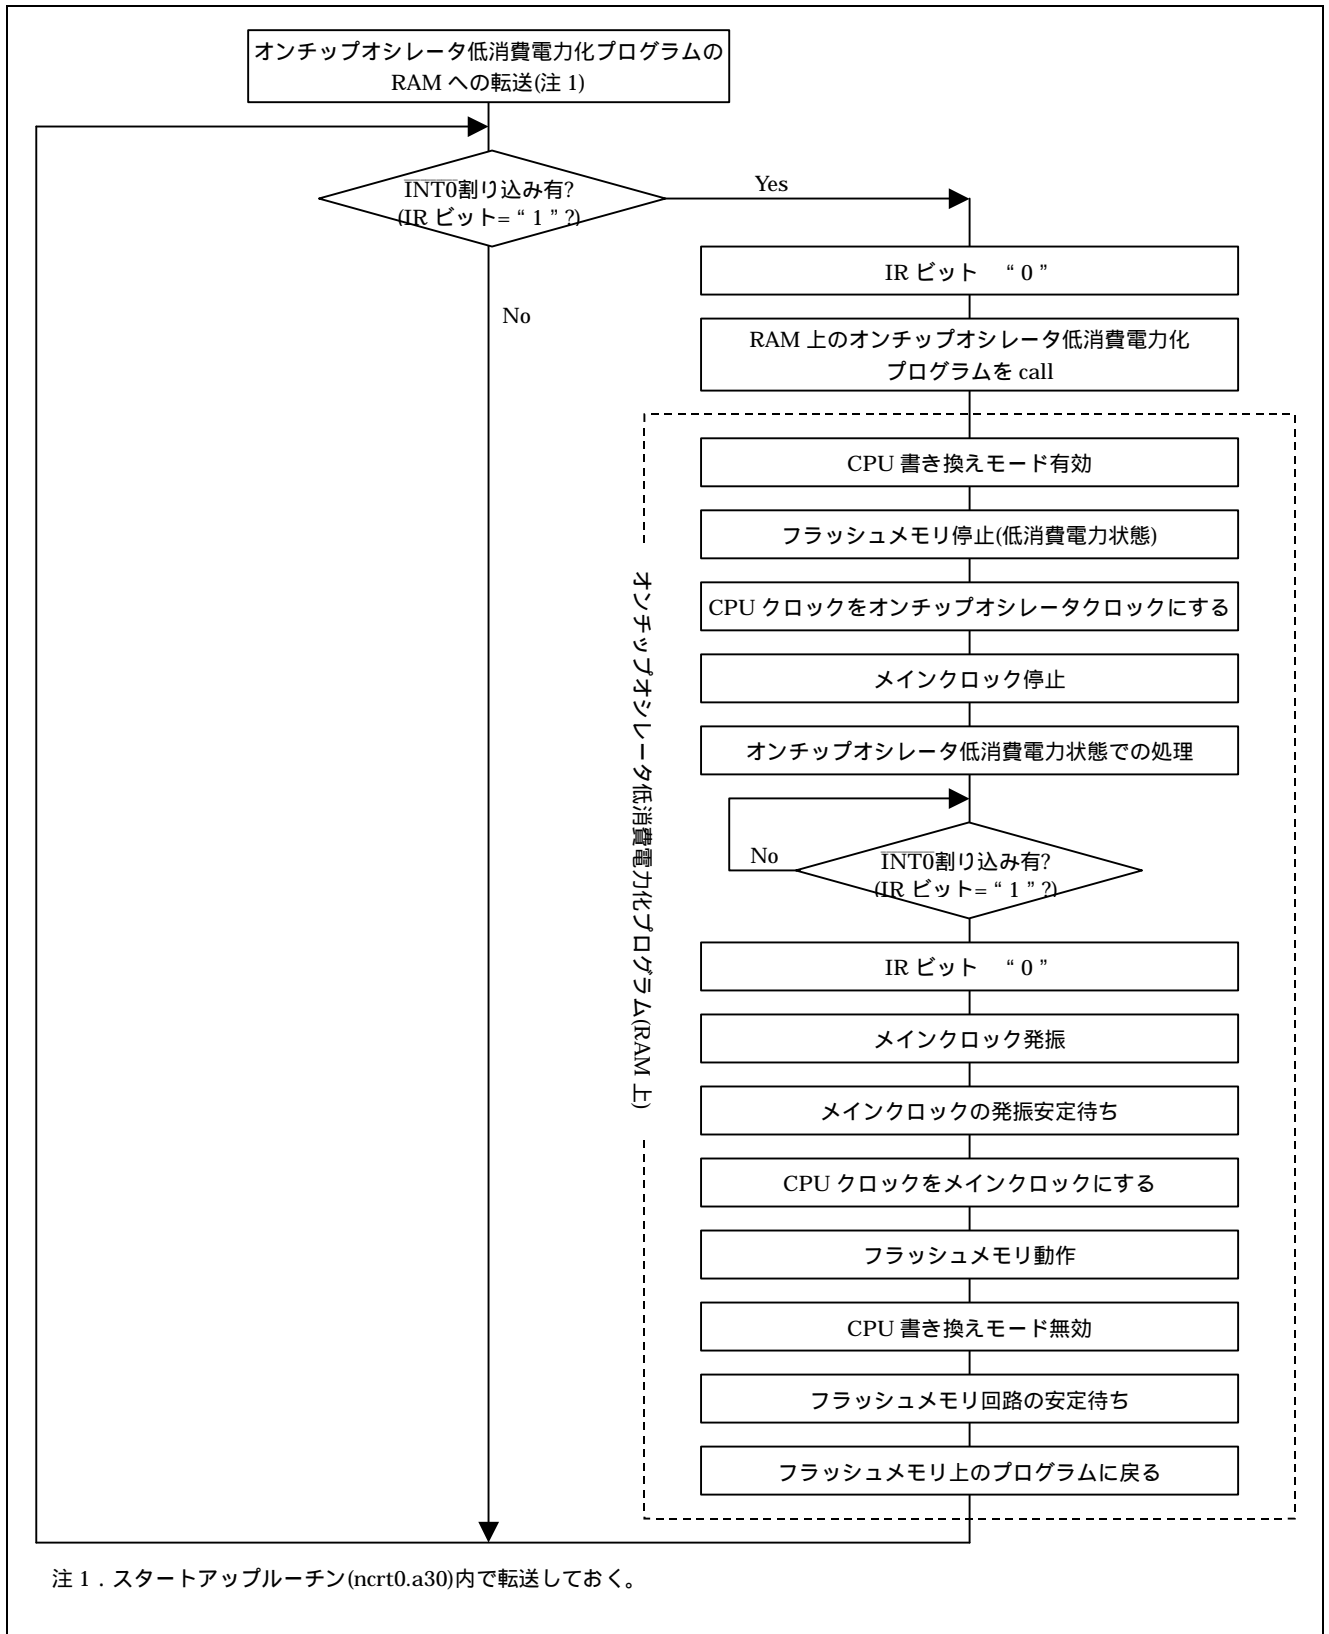 オンチップオシレータ低消費電力化プログラムの
RAM への転送(注 1)
INT0割り込み有?
(IR ビット= “ 1 ” ?)
Yes
No
IR ビット “ 0 ”
RAM 上のオンチップオシレータ低消費電力化
プログラムを call
CPU 書き換えモード有効
フラッシュメモリ停止(低消費電力状態)
CPU クロックをオンチップオシレータクロックにする
メインクロック停止
オンチップオシレータ低消費電力状態での処理
No
INT0割り込み有?
(IR ビット= “ 1 ” ?)
IR ビット “ 0 ”
メインクロック発振
メインクロックの発振安定待ち
CPU クロックをメインクロックにする
フラッシュメモリ動作
CPU 書き換えモード無効
フラッシュメモリ回路の安定待ち
フラッシュメモリ上のプログラムに戻る
オンチップオシレータ低消費電力化プログラム(RAM 上)
注 1．スタートアップルーチン(ncrt0.a30)内で転送しておく。